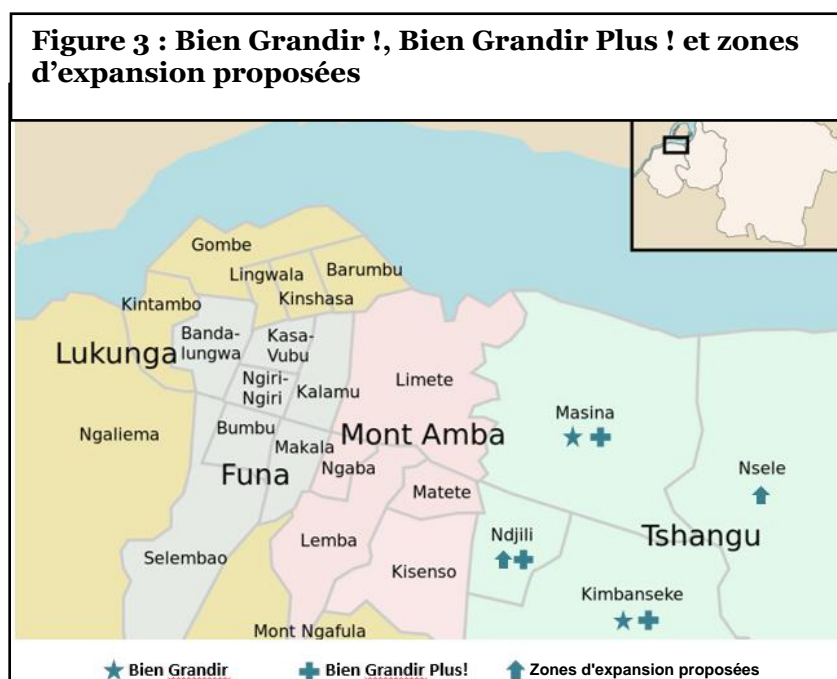 Figure 3 : Bien Grandir !, Bien Grandir Plus ! et zones
d'expansion proposées
Gombe
Lingwala
Barumbu
Kinshasa
Kintambo
Banda-
lungwa
Kasa-
Vubu
Lukunga
Ngiri-
Ngiri
Kalamu
Limete
Masina
Ngaliema
Bumbu
Makala
Mont Amba
Ngaba
Funa
Matete
Nsele
Lemba
Ndjili
Tshangu
Selembao
Kisenso
Kimbanseke
Mont Ngafula
Bien Grandir
Bien Grandir Plus!
Zones d'expansion proposées